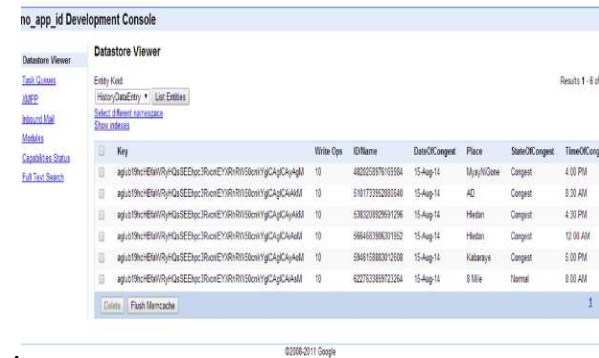 no_app_id Development Console
Datastore Viewer
Task Queues
XMPP
Inbound Mail
Modules
Capabilities Status
Full Text Search
Datastore Viewer
Entity Kind
HistoryDataEntry List Entities
Results 1 - 6 of
Select different namespace
Show indexes
Key Write Ops ID/Name DateOfCongest Place StateOfCongest TimeOfCong
10 15-Aug-14 Congest 4:00 PM
10 15-Aug-14 AD Congest 8:30 AM
10 15-Aug-14 Hledan Congest 4:30 PM
10 15-Aug-14 Hledan Congest 12:00 AM
10 15-Aug-14 Kabaraye Congest 5:00 PM
10 15-Aug-14 8 Mile Normal 8:00 AM
Delete Flush Memcache 1
©2008-2011 Google